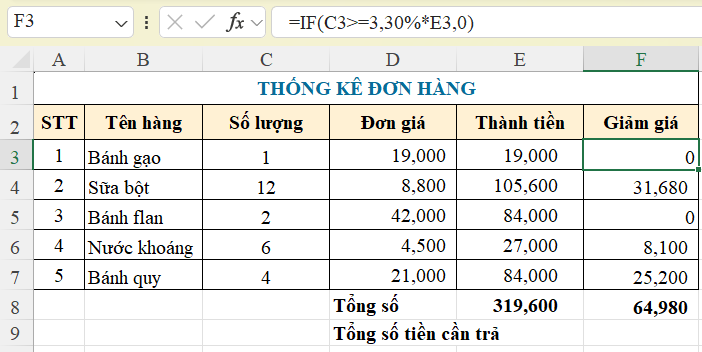 F3 fx =IF(C3>=3,30%*E3,0)
A B C D E F
1 THỐNG KÊ ĐƠN HÀNG
2 STT Tên hàng Số lượng Đơn giá Thành tiền Giảm giá
3 1 Bánh gạo 1 19,000 19,000 0
4 2 Sữa bột 12 8,800 105,600 31,680
5 3 Bánh flan 2 42,000 84,000 0
6 4 Nước khoáng 6 4,500 27,000 8,100
7 5 Bánh quy 4 21,000 84,000 25,200
8 Tổng số 319,600 64,980
9 Tổng số tiền cần trả